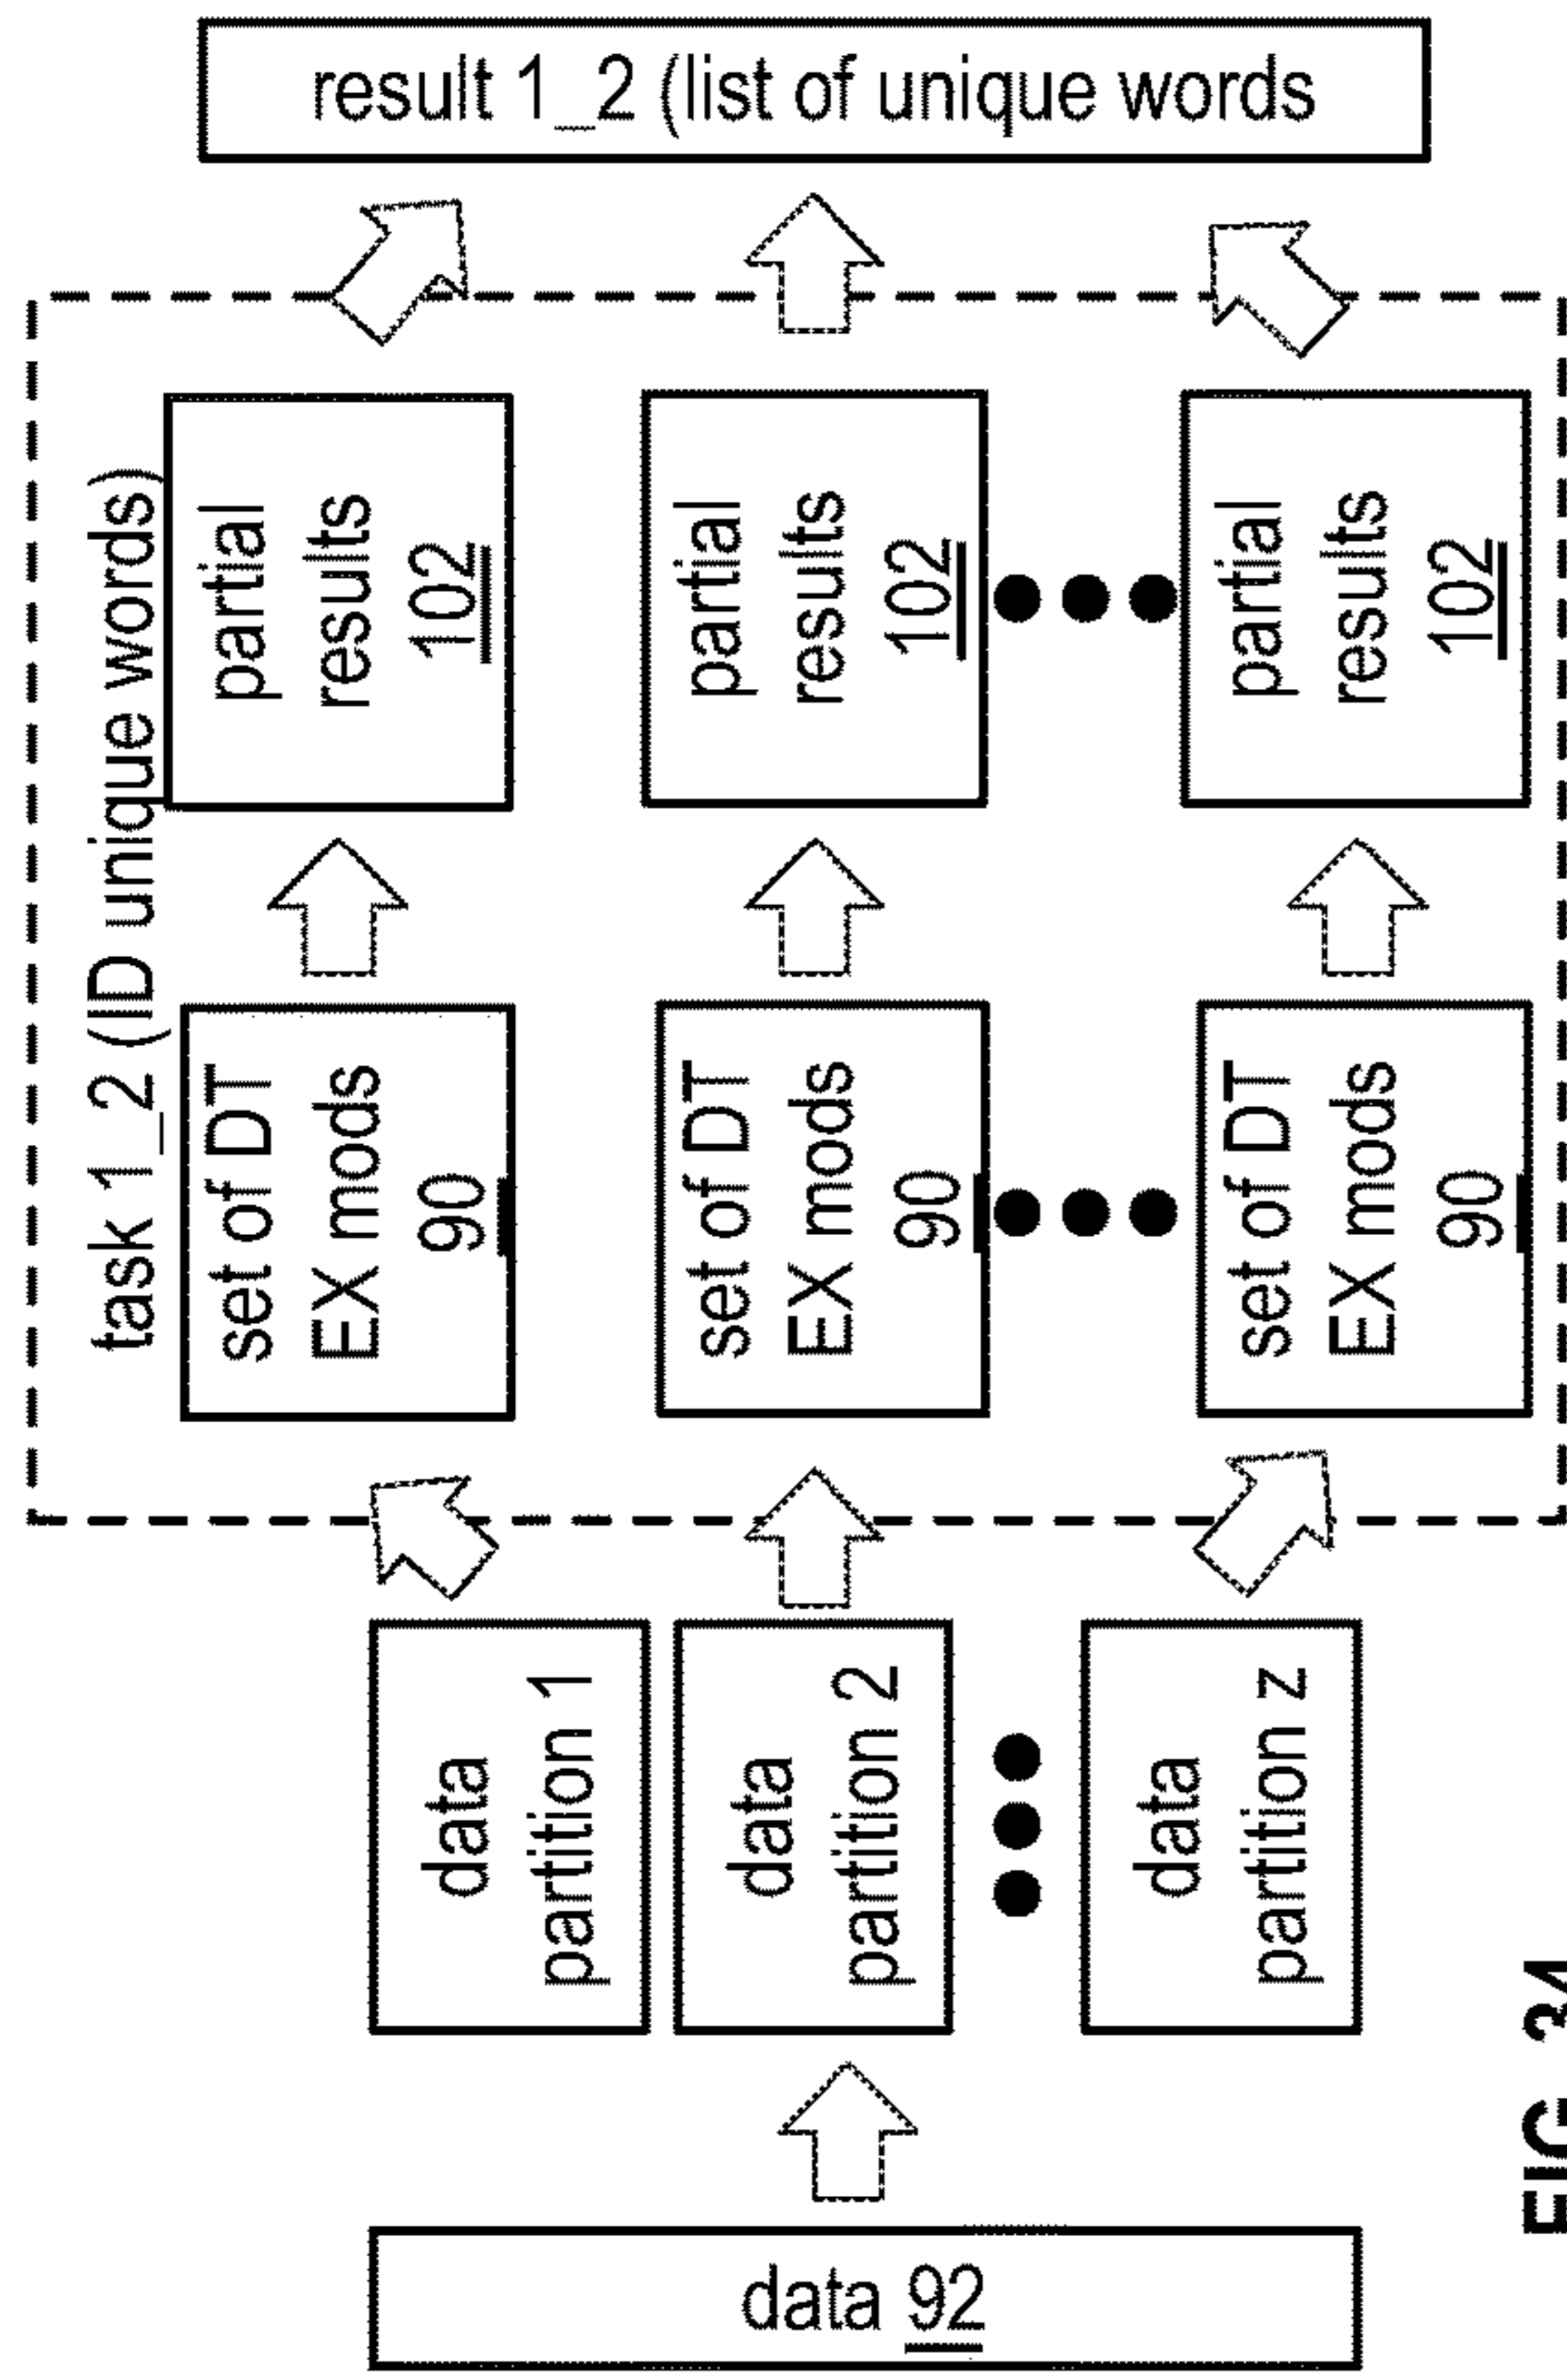 task 1_2 (ID unique words)
data 92
data
partition 1
data
partition 2
data
partition z
set of DT
EX mods
90
set of DT
EX mods
90
set of DT
EX mods
90
partial
results
102
partial
results
102
partial
results
102
result 1_2 (list of unique words
FIG. 34